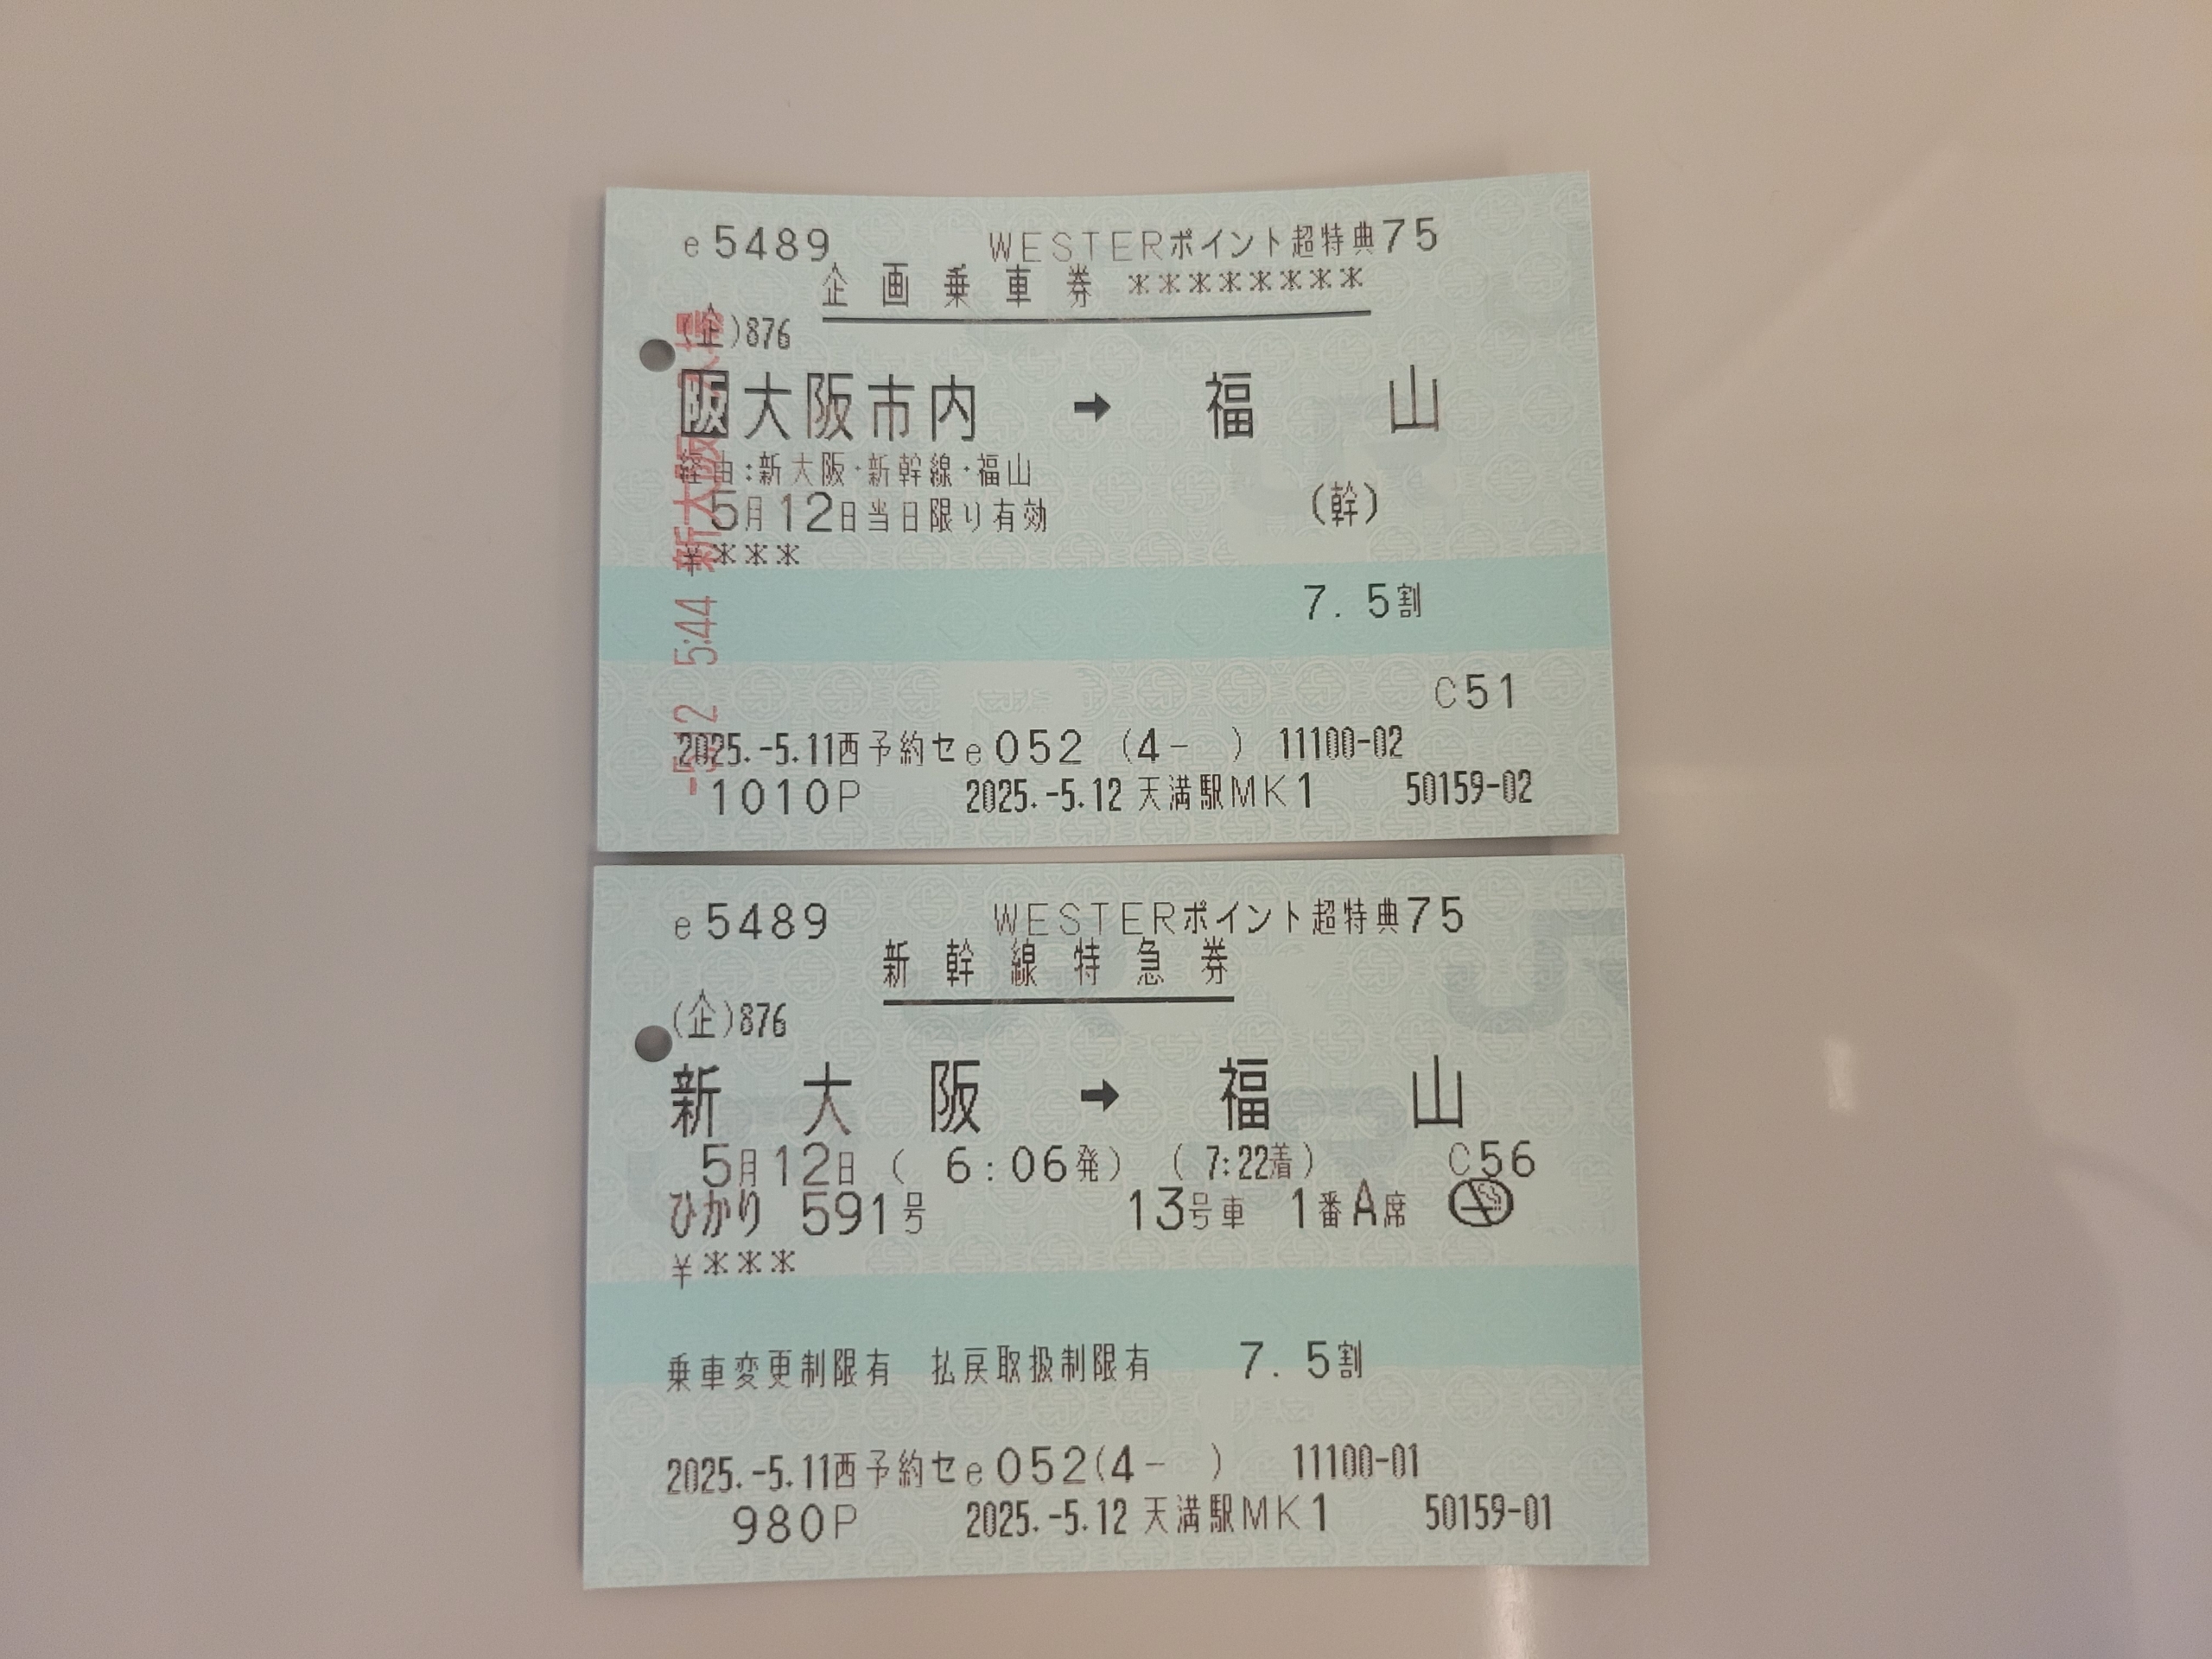 e5489 WESTERポイント超特典75
企画乗車券 ********
(企)876
阪 大阪市内 → 福山
経由:新大阪・新幹線・福山
(幹)
5月12日当日限り有効
¥***
7.5割
C51
2025.-5.11西予約セe052 (4- ) 11100-02
1010P 2025.-5.12 天満駅MK1 50159-02
-5.12 5:44 新大阪 入場
e5489 WESTERポイント超特典75
新幹線特急券
(企)876
新大阪 → 福山
5月12日 ( 6:06発) ( 7:22着) C56
ひかり 591号 13号車 1番A席
¥***
乗車変更制限有 払戻取扱制限有 7.5割
2025.-5.11西予約セe052(4- ) 11100-01
980P 2025.-5.12 天満駅MK1 50159-01